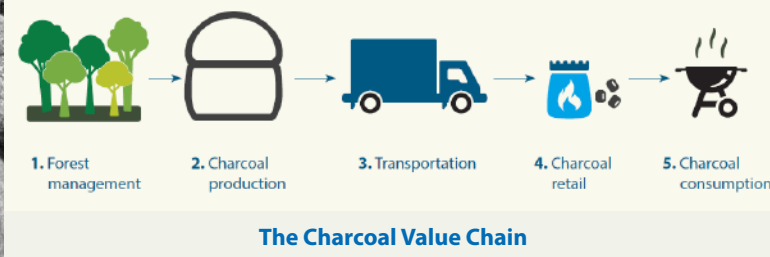 1. Forest
management
2. Charcoal
production
3. Transportation
4. Charcoal
retail
5. Charcoal
consumption
The Charcoal Value Chain